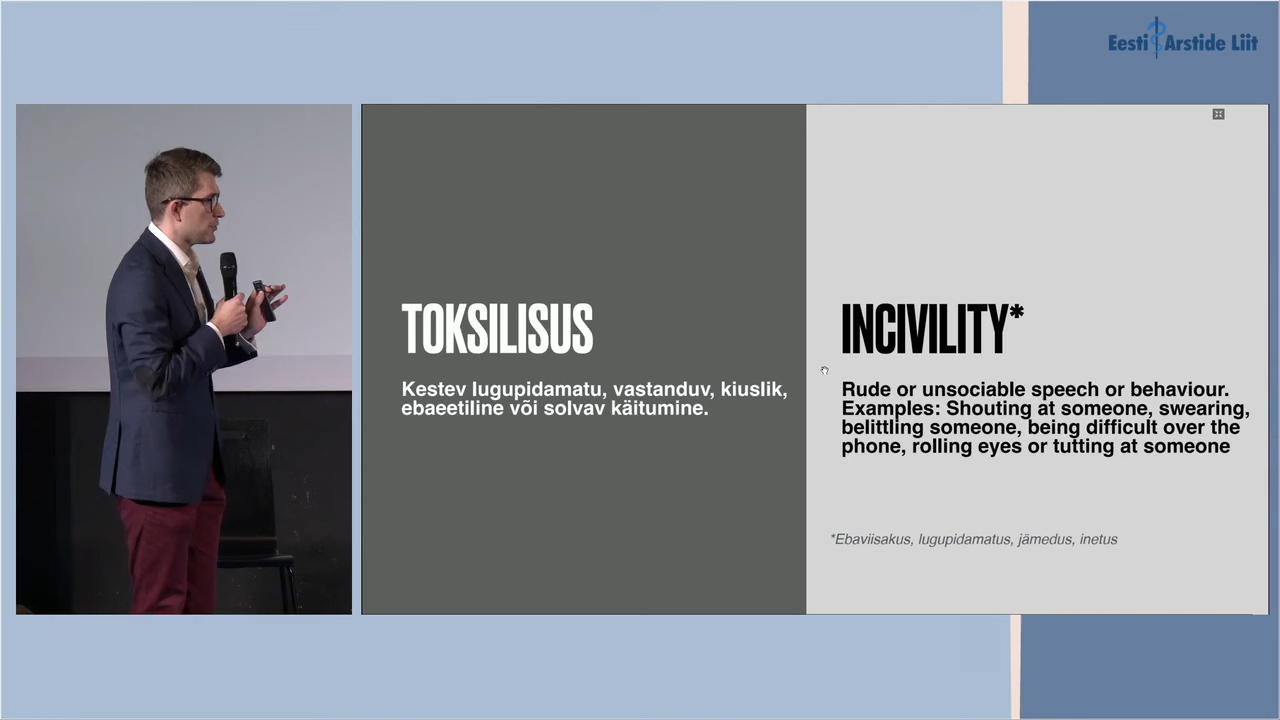 Eesti Arstide Liit
TOKSILISUS
Kestev lugupidamatu, vastanduv, kiuslik,
ebaeetiline või solvav käitumine.
INCIVILITY*
Rude or unsociable speech or behaviour.
Examples: Shouting at someone, swearing,
belittling someone, being difficult over the
phone, rolling eyes or tutting at someone
*Ebaviisakus, lugupidamatus, jämedus, inetus